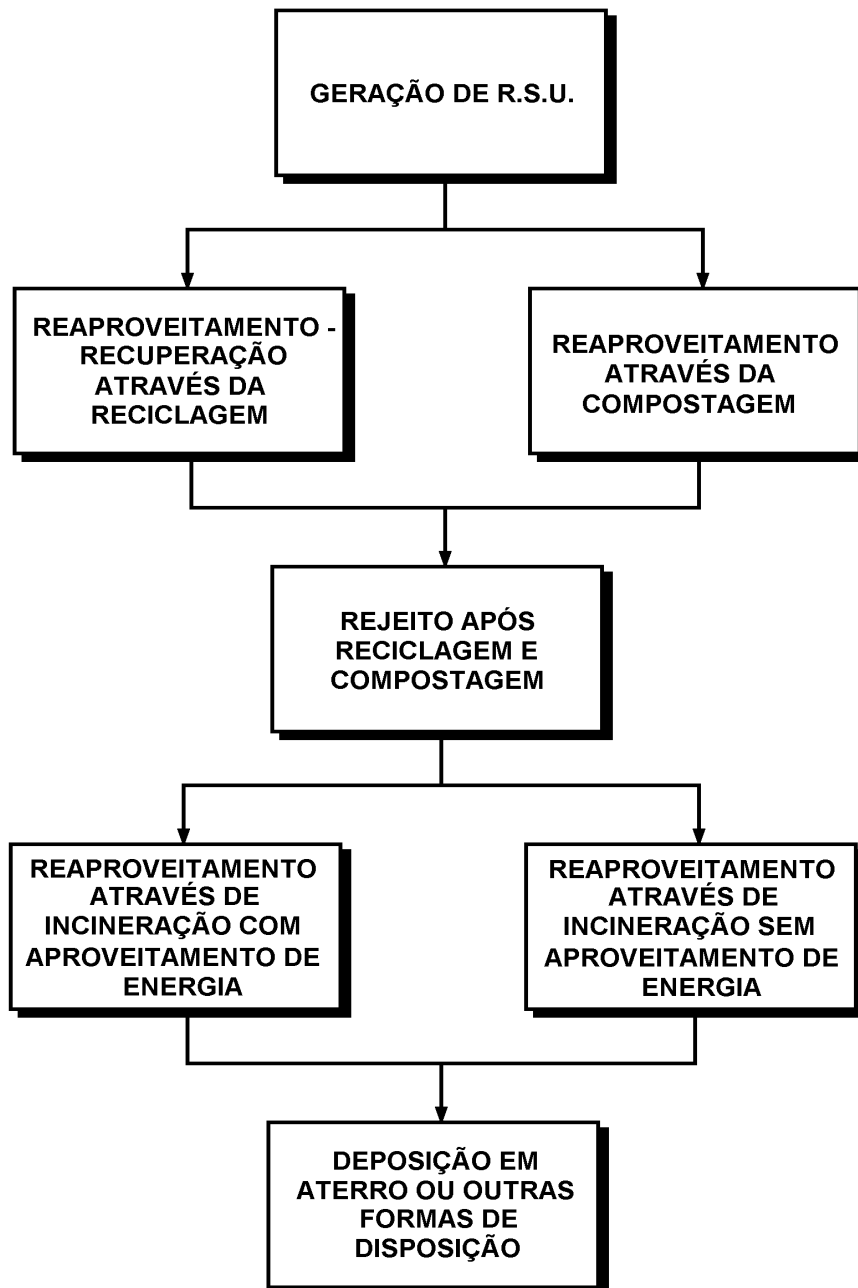 GERAÇÃO DE R.S.U.
REAPROVEITAMENTO -
RECUPERAÇÃO
ATRAVÉS DA
RECICLAGEM
REAPROVEITAMENTO
ATRAVÉS DA
COMPOSTAGEM
REJEITO APÓS
RECICLAGEM E
COMPOSTAGEM
REAPROVEITAMENTO
ATRAVÉS DE
INCINERAÇÃO COM
APROVEITAMENTO DE
ENERGIA
REAPROVEITAMENTO
ATRAVÉS DE
INCINERAÇÃO SEM
APROVEITAMENTO DE
ENERGIA
DEPOSIÇÃO EM
ATERRO OU OUTRAS
FORMAS DE
DISPOSIÇÃO